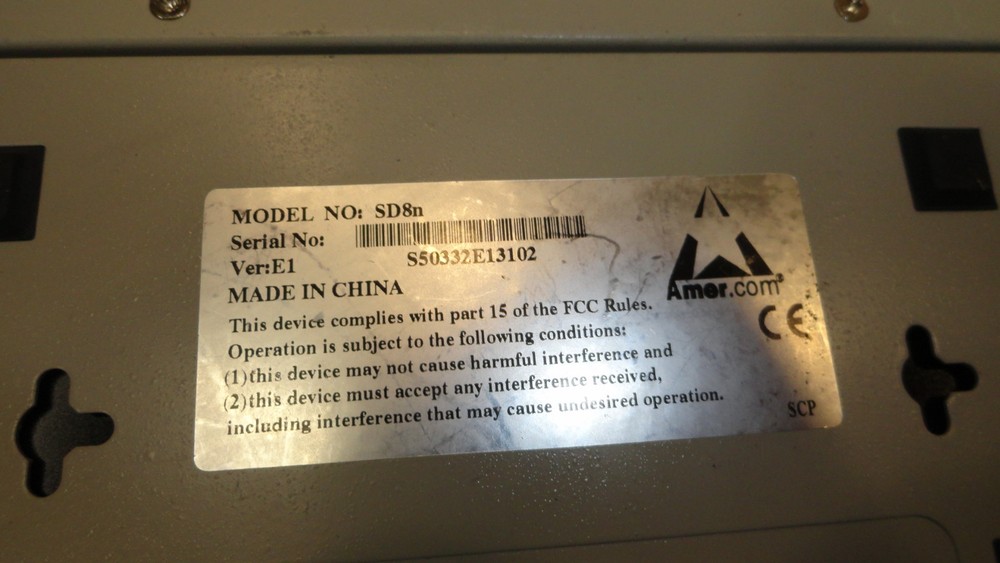 MODEL NO: SD8n
Serial No:
S50332E13102
Ver:E1
MADE IN CHINA
This device complies with part 15 of the FCC Rules.
Operation is subject to the following conditions:
(1)this device may not cause harmful interference and
(2)this device must accept any interference received,
including interference that may cause undesired operation.
Amer.com®
CE
SCP